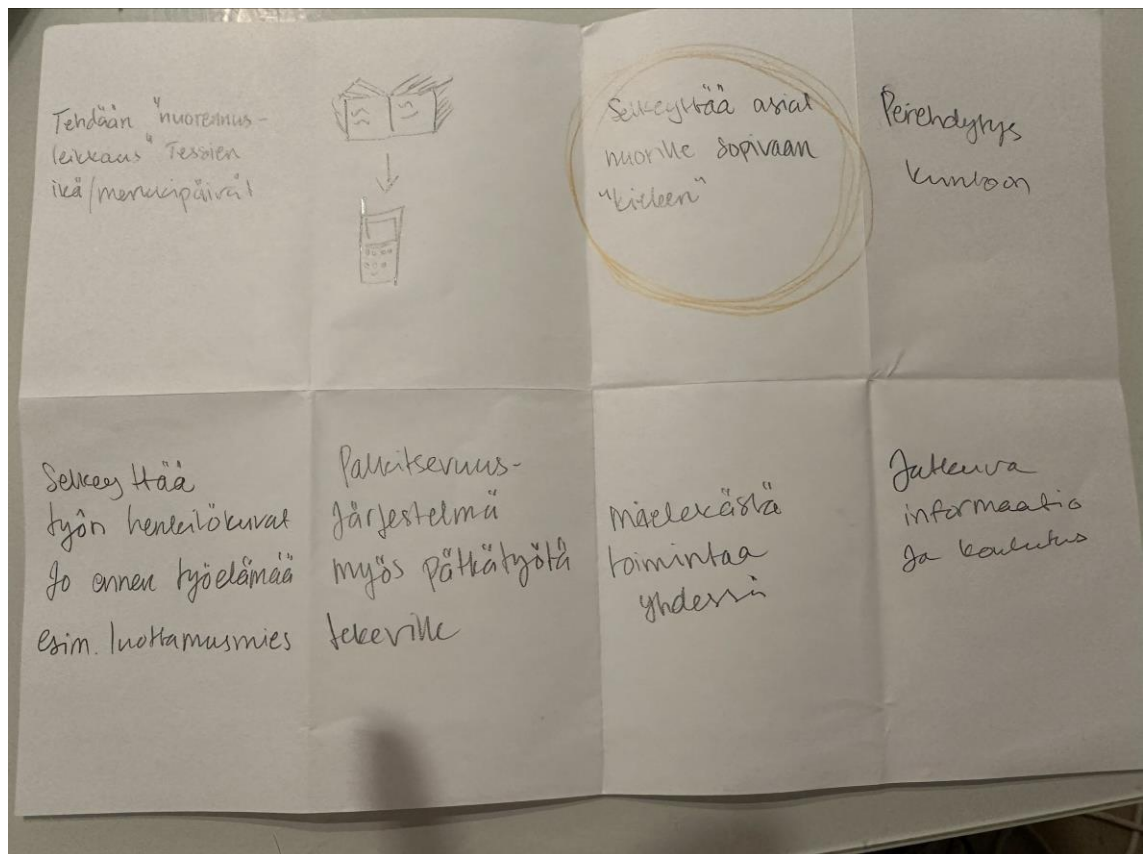 Tehdään "nuorennus-
leikkaus" Tessien
ikä/merkkipäivät
Selkeyttää asiat
nuorille sopivaan
"kieleen"
Perehdytys
kuntoon
Selkeyttää
työn henkilökuvat
Jo ennen työelämää
esim. luottamusmies
Palkitsevuus-
Järjestelmä
myös pätkätyötä
tekeville
Mielekästä
toimintaa
yhdessä
Jatkuva
informaatio
Ja koulutus